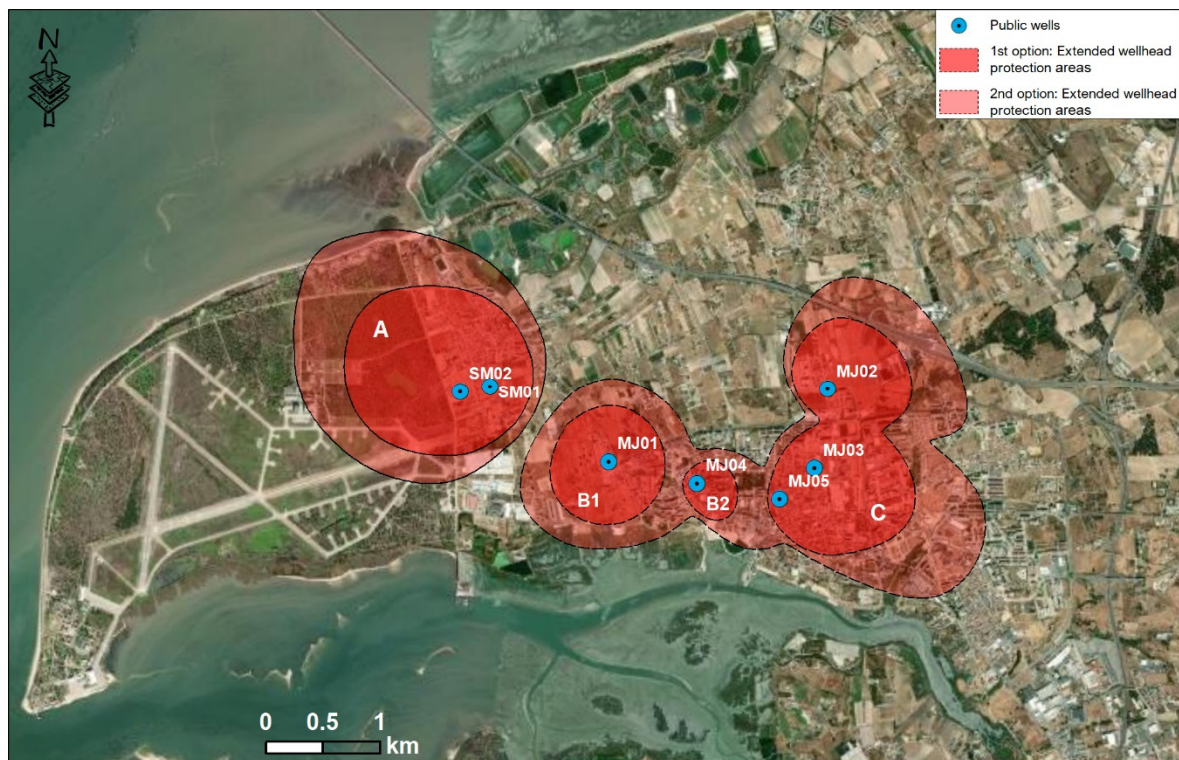 N
Public wells
1st option: Extended wellhead
protection areas
2nd option: Extended wellhead
protection areas
A
SM02
SM01
MJ02
MJ01
MJ03
MJ04
MJ05
B1
B2
C
0 0.5 1
km